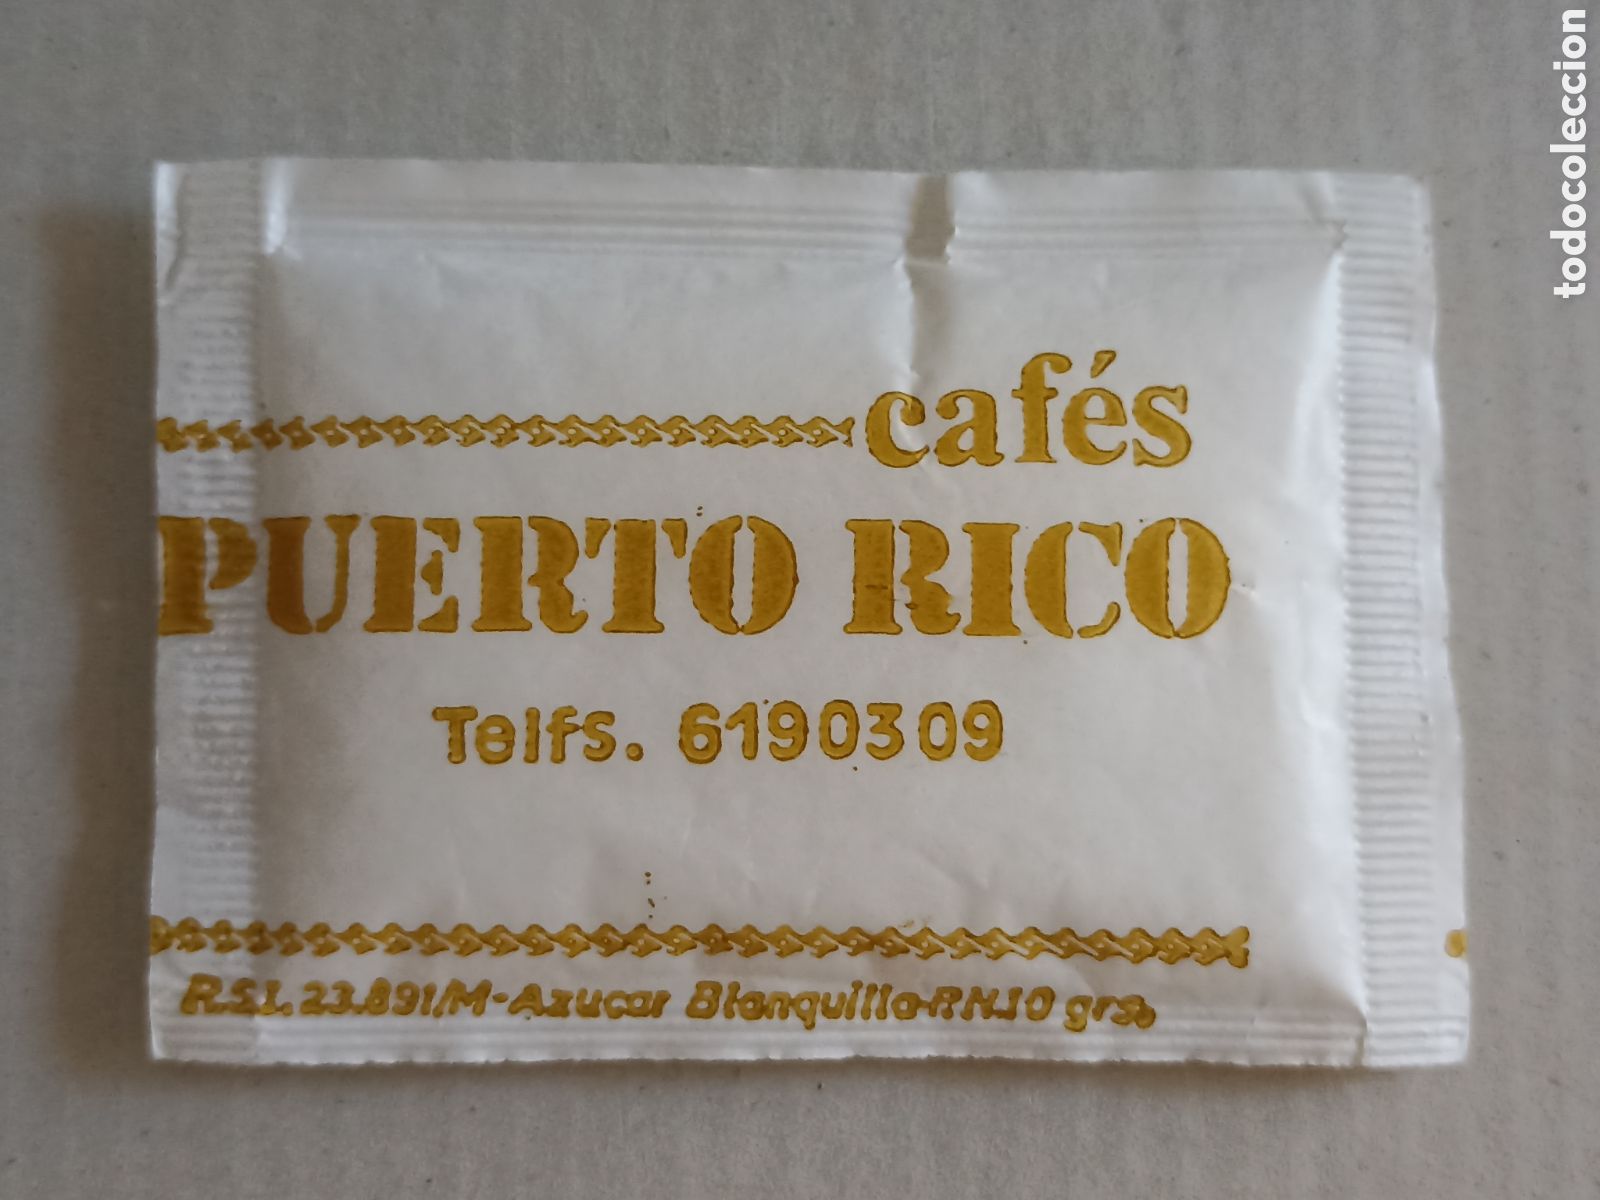 cafés
PUERTO RICO
Telfs. 6190309
R.S.I. 23.891/M-Azucar Blanquilla-P.N.10 grs.
todocoleccion